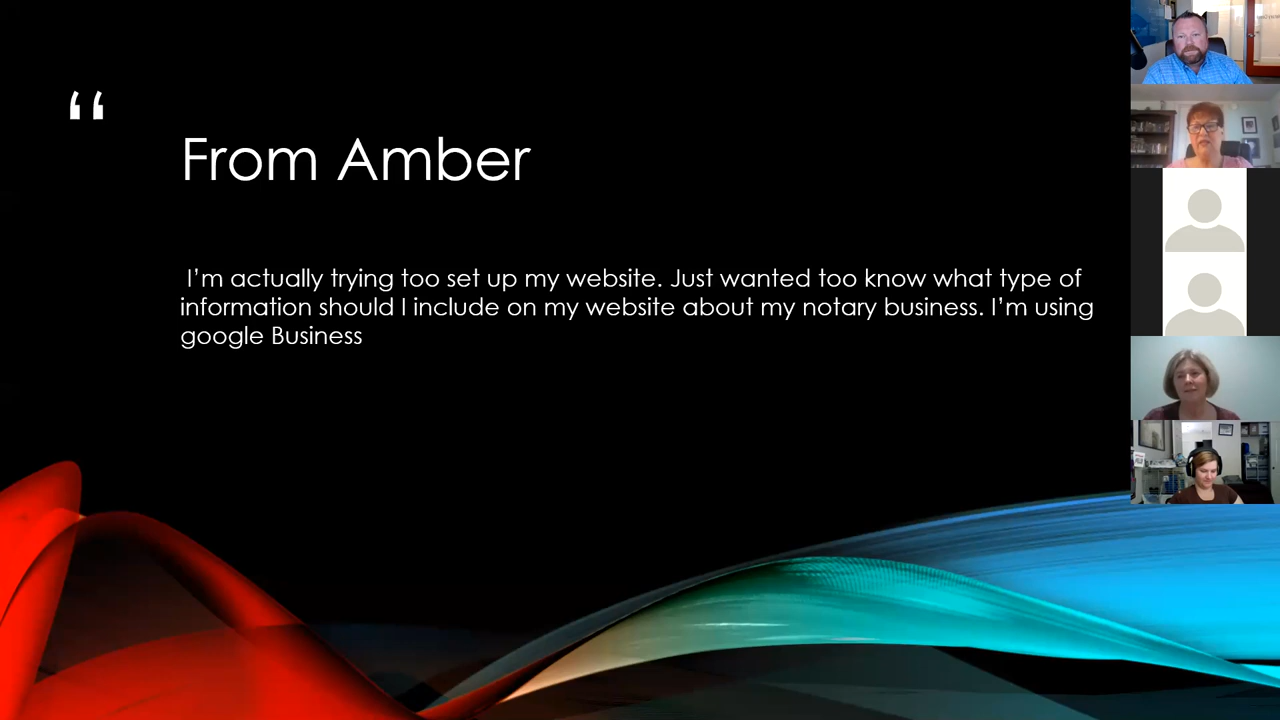 “
From Amber
I’m actually trying too set up my website. Just wanted too know what type of
information should I include on my website about my notary business. I’m using
google Business